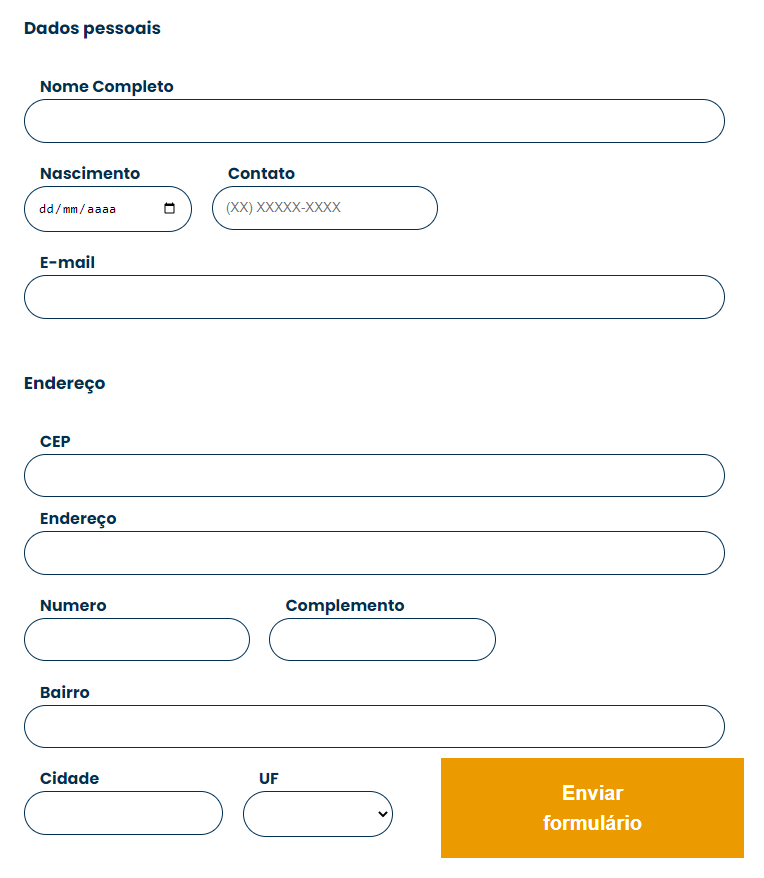 Dados pessoais
Nome Completo
Nascimento Contato
dd/mm/aaaa (XX) XXXXX-XXXX
E-mail
Endereço
CEP
Endereço
Numero Complemento
Bairro
Cidade UF
Enviar
formulário